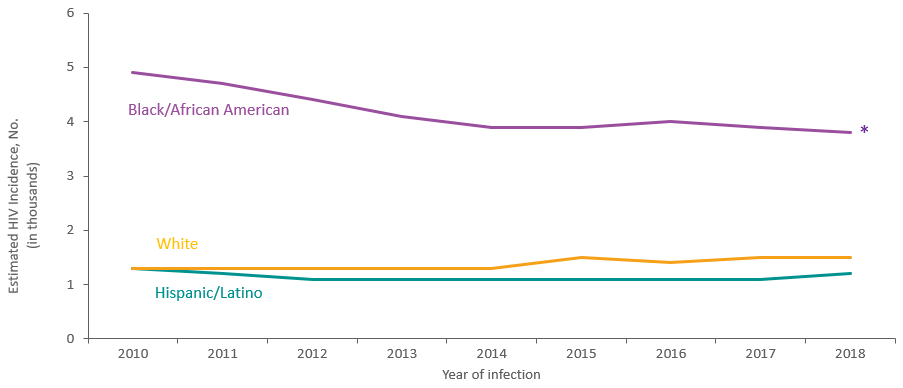 6
5
4
3
2
1
0
Estimated HIV Incidence, No.
(in thousands)
Black/African American
*
White
Hispanic/Latino
2010 2011 2012 2013 2014 2015 2016 2017 2018
Year of infection